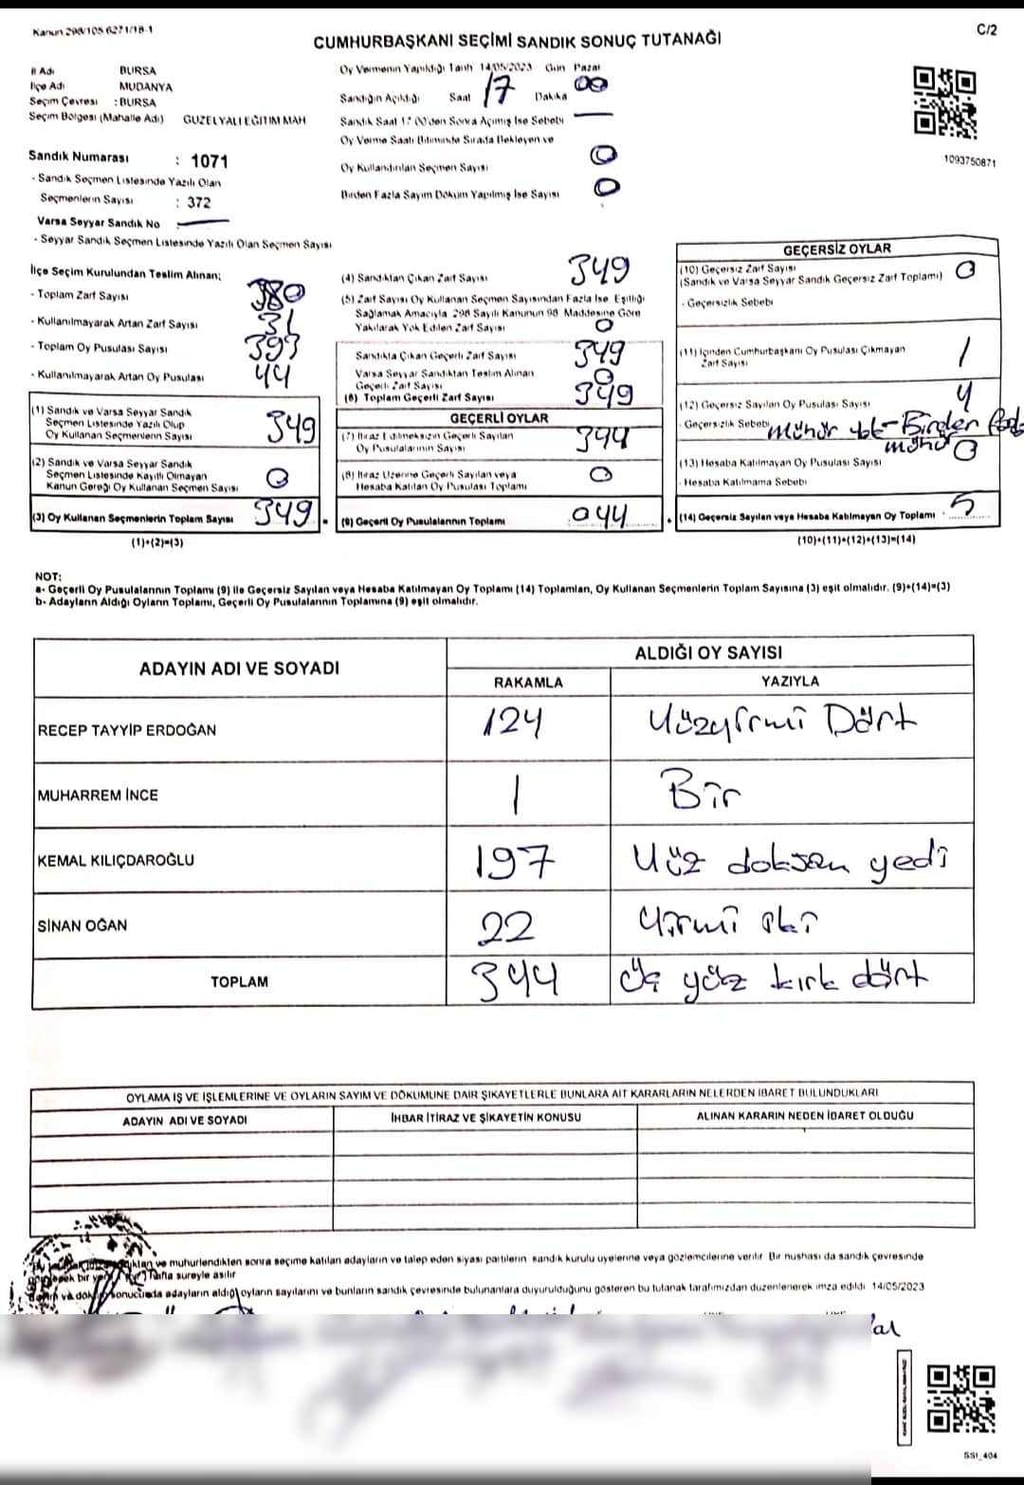 Kanun 298/105-6271/18-1
C/2
CUMHURBAŞKANI SEÇİMİ SANDIK SONUÇ TUTANAĞI
İl Adı BURSA
İlçe Adı MUDANYA
Seçim Çevresi : BURSA
Seçim Bölgesi (Mahalle Adı) GÜZELYALI EĞİTİM MAH
Sandık Numarası : 1071
- Sandık Seçmen Listesinde Yazılı Olan
Seçmenlerin Sayısı : 372
Varsa Seyyar Sandık No
- Seyyar Sandık Seçmen Listesinde Yazılı Olan Seçmen Sayısı
Oy Vermenin Yapıldığı Tarih 14/05/2023 Gün Pazar
Sandığın Açıldığı Saat 17 Dakika 00
Sandık Saat 17:00'den Sonra Açılmış İse Sebebi
Oy Verme Saati Bitiminde Sırada Bekleyen ve
Oy Kullandırılan Seçmen Sayısı 0
Birden Fazla Sayım Döküm Yapılmış İse Sayısı 0
1093750871
İlçe Seçim Kurulundan Teslim Alınan;
- Toplam Zarf Sayısı 380
- Kullanılmayarak Artan Zarf Sayısı 31
- Toplam Oy Pusulası Sayısı 393
- Kullanılmayarak Artan Oy Pusulası 44
(1) Sandık ve Varsa Seyyar Sandık
Seçmen Listesinde Yazılı Olup
Oy Kullanan Seçmenlerin Sayısı 349
(2) Sandık ve Varsa Seyyar Sandık
Seçmen Listesinde Kayıtlı Olmayan
Kanun Gereği Oy Kullanan Seçmen Sayısı 0
(3) Oy Kullanan Seçmenlerin Toplam Sayısı 349
(1)+(2)=(3)
(4) Sandıktan Çıkan Zarf Sayısı 349
(5) Zarf Sayısı Oy Kullanan Seçmen Sayısından Fazla İse, Eşitliği
Sağlamak Amacıyla 298 Sayılı Kanunun 98 Maddesine Göre
Yakılarak Yok Edilen Zarf Sayısı 0
Sandıkta Çıkan Geçerli Zarf Sayısı 349
Varsa Seyyar Sandıktan Teslim Alınan
Geçerli Zarf Sayısı 0
(6) Toplam Geçerli Zarf Sayısı 349
GEÇERLİ OYLAR
(7) İtiraz Edilmeksizin Geçerli Sayılan
Oy Pusulaları Sayısı 344
(8) İtiraz Üzerine Geçerli Sayılan veya
Hesaba Katılan Oy Pusulası Toplamı 0
(9) Geçerli Oy Pusulalarının Toplamı 044
GEÇERSİZ OYLAR
(10) Geçersiz Zarf Sayısı 0
(Sandık ve Varsa Seyyar Sandık Geçersiz Zarf Toplamı)
- Geçersizlik Sebebi
(11) İçinden Cumhurbaşkanı Oy Pusulası Çıkmayan
Zarf Sayısı 1
(12) Geçersiz Sayılan Oy Pusulası Sayısı 4
- Geçersizlik Sebebi mühür yok - Birden
mühür
(13) Hesaba Katılmayan Oy Pusulası Sayısı 0
- Hesaba Katılmama Sebebi
(14) Geçersiz Sayılan veya Hesaba Katılmayan Oy Toplamı 5
(10)+(11)+(12)+(13)=(14)
NOT:
a- Geçerli Oy Pusulalarının Toplamı (9) ile Geçersiz Sayılan veya Hesaba Katılmayan Oy Toplamı (14) Toplamları, Oy Kullanan Seçmenlerin Toplam Sayısına (3) eşit olmalıdır. (9)+(14)=(3)
b- Adayların Aldığı Oyların Toplamı, Geçerli Oy Pusulalarının Toplamına (9) eşit olmalıdır.
ADAYIN ADI VE SOYADI ALDIĞI OY SAYISI
RAKAMLA YAZIYLA
RECEP TAYYİP ERDOĞAN 124 Yüzyirmi Dört
MUHARREM İNCE 1 Bir
KEMAL KILIÇDAROĞLU 197 Yüz doksan yedi
SİNAN OĞAN 22 Yirmi iki
TOPLAM 344 Üç yüz kırk dört
OYLAMA İŞ VE İŞLEMLERİNE VE OYLARIN SAYIM VE DÖKÜMÜNE DAİR ŞİKAYETLERLE BUNLARA AİT KARARLARIN NELERDEN İBARET BULUNDUKLARI
ADAYIN ADI VE SOYADI İHBAR İTİRAZ VE ŞİKAYETİN KONUSU ALINAN KARARIN NEDEN İBARET OLDUĞU
ve mühürlendikten sonra seçime katılan adayların ve talep eden siyasi partilerin sandık kurulu üyelerine veya gözlemcilerine verilir. Bir nüshası da sandık çevresinde
bir hafta süreyle asılır
sonucunda adayların aldığı oyların sayılarını ve bunların sandık çevresinde bulunanlara duyurulduğunu gösteren bu tutanak tarafımızdan düzenlenerek imza edildi 14/05/2023
SSI_404